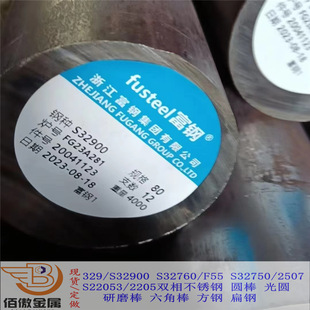 fusteel富钢
浙江富钢集团有限公司
ZHEJIANG FUGANG GROUP CO.,LTD
钢种 S32900
炉号 FG23A281
件号 20041123
日期 2023-08-18
规格 80
支数 12
重量 4000
富钢1
佰傲金属
现货定做
329/S32900 S32760/F55 S32750/2507
S22053/2205双相不锈钢 圆棒 光圆
研磨棒 六角棒 方钢 扁钢